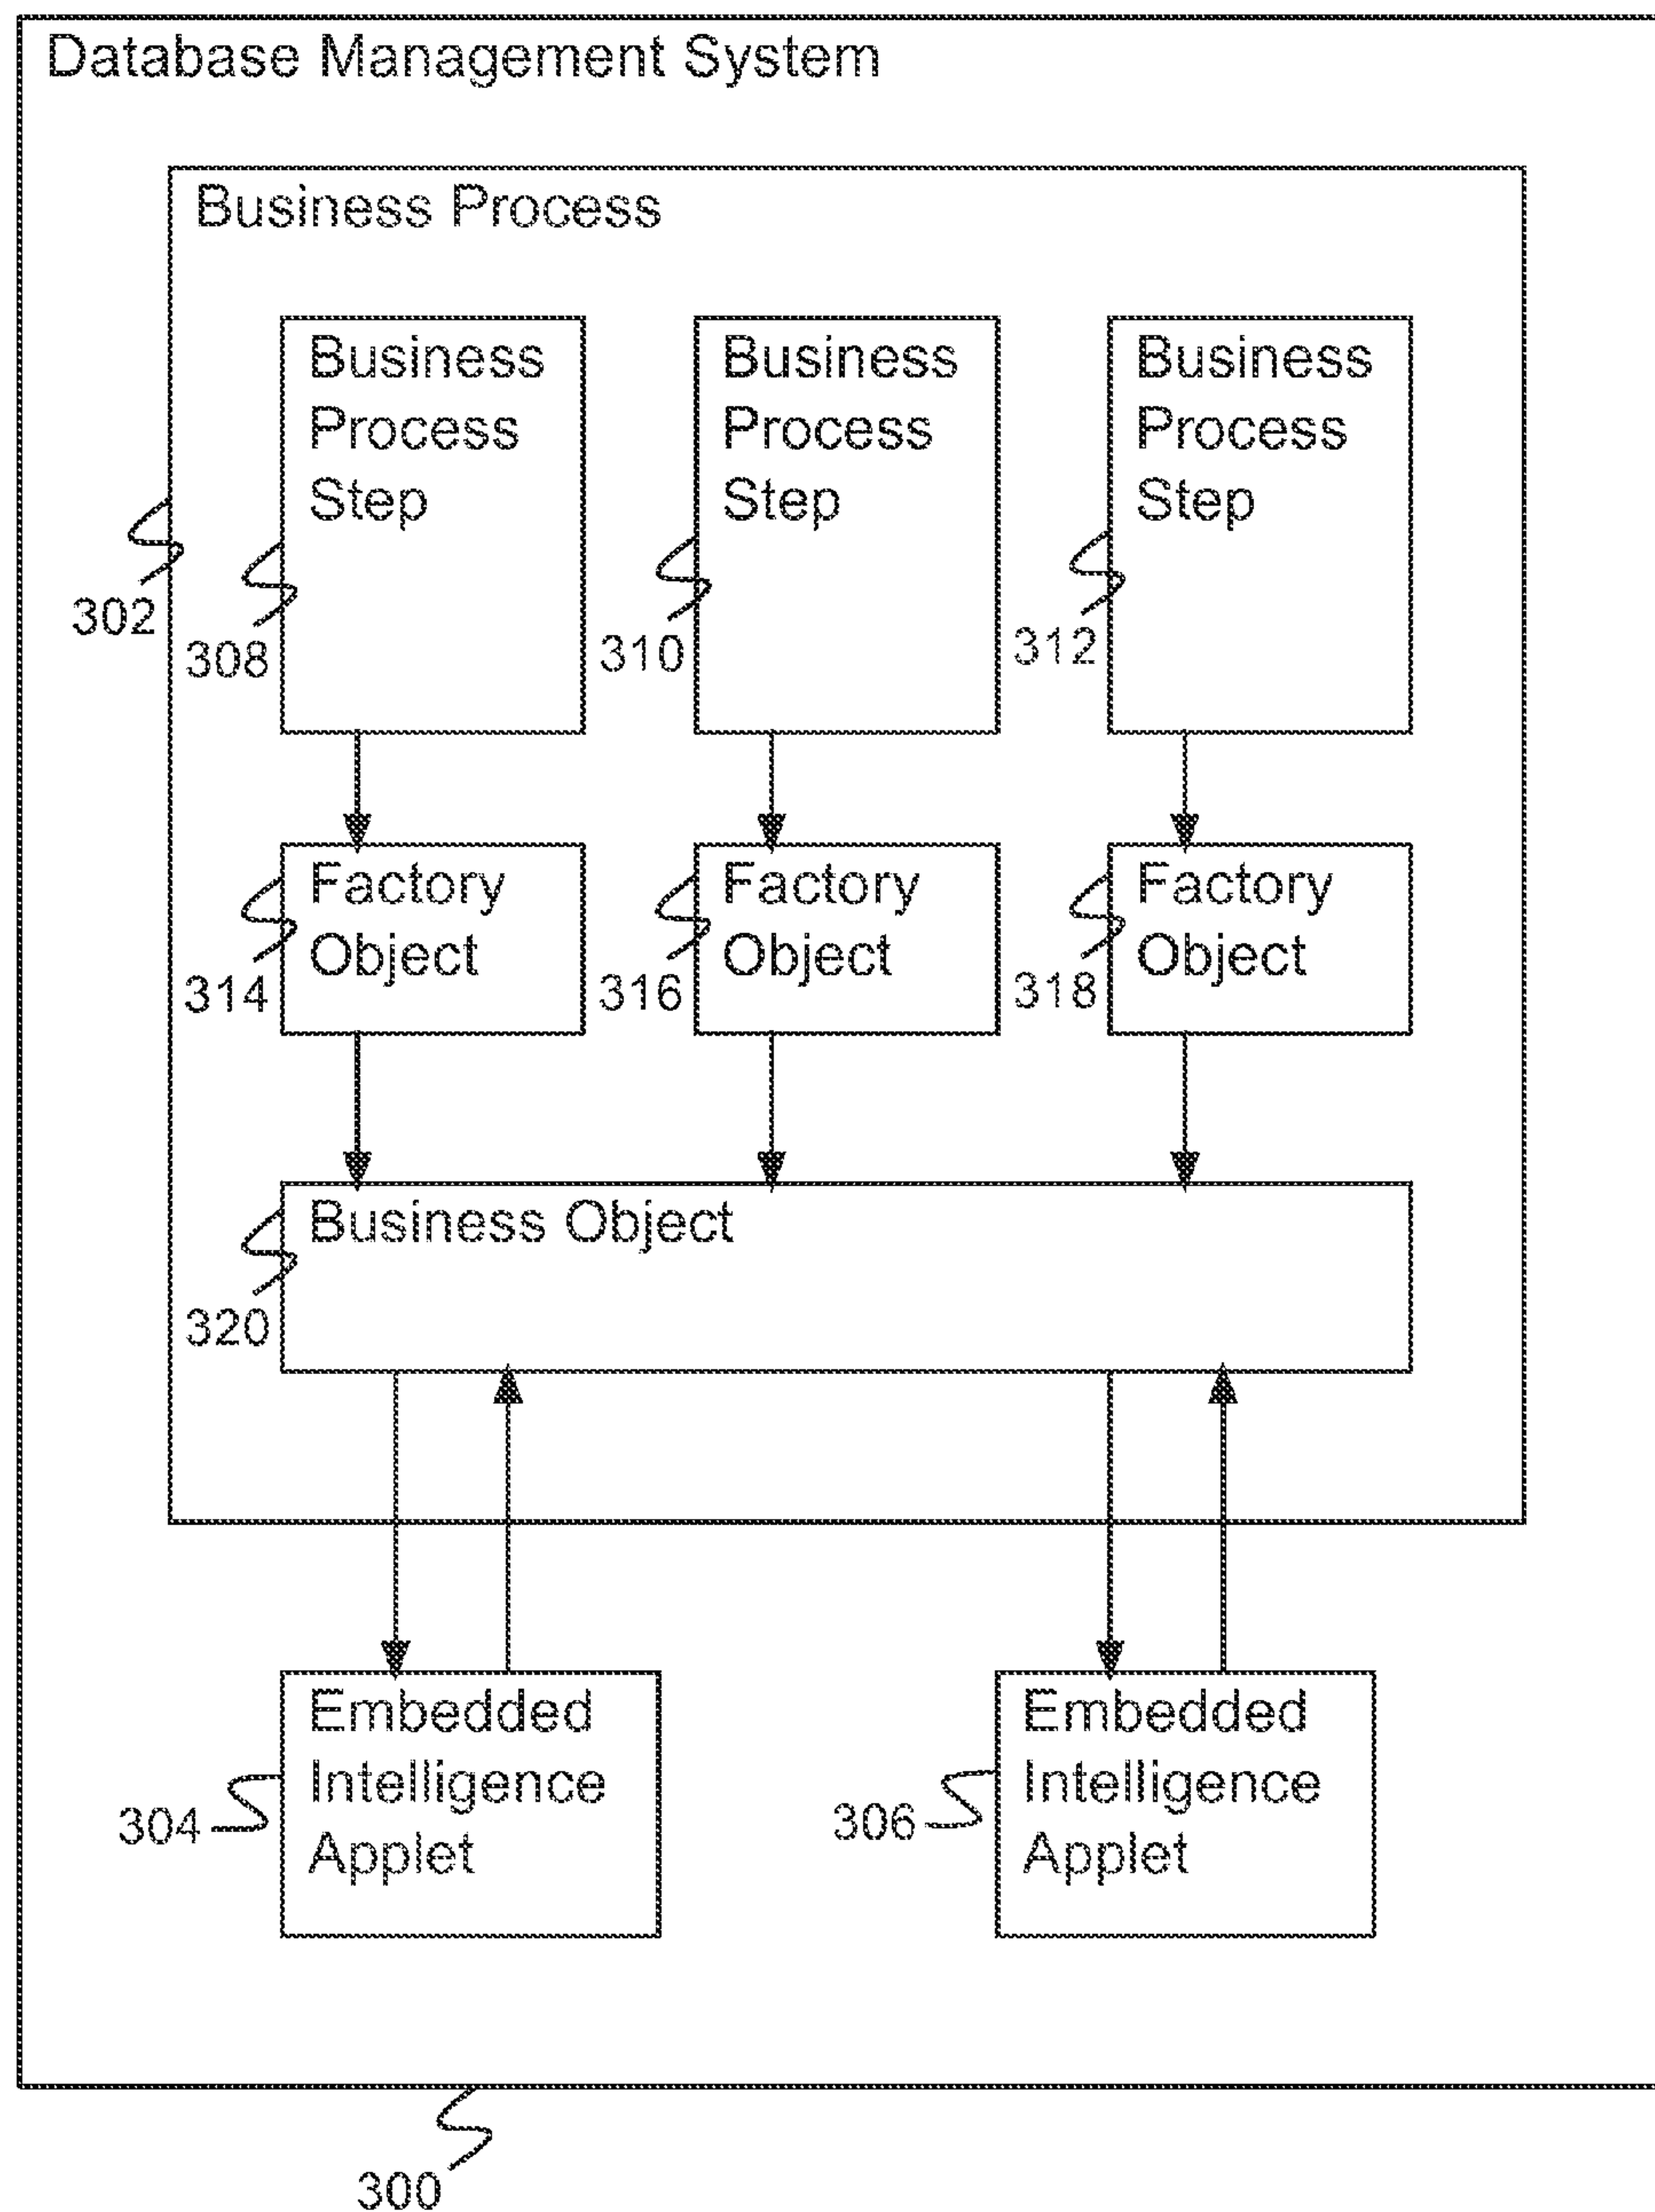 Database Management System
Business Process
Business
Process
Step
Business
Process
Step
Business
Process
Step
302
308
310
312
Factory
Object
Factory
Object
Factory
Object
314
316
318
Business Object
320
Embedded
Intelligence
Applet
Embedded
Intelligence
Applet
304
306
300